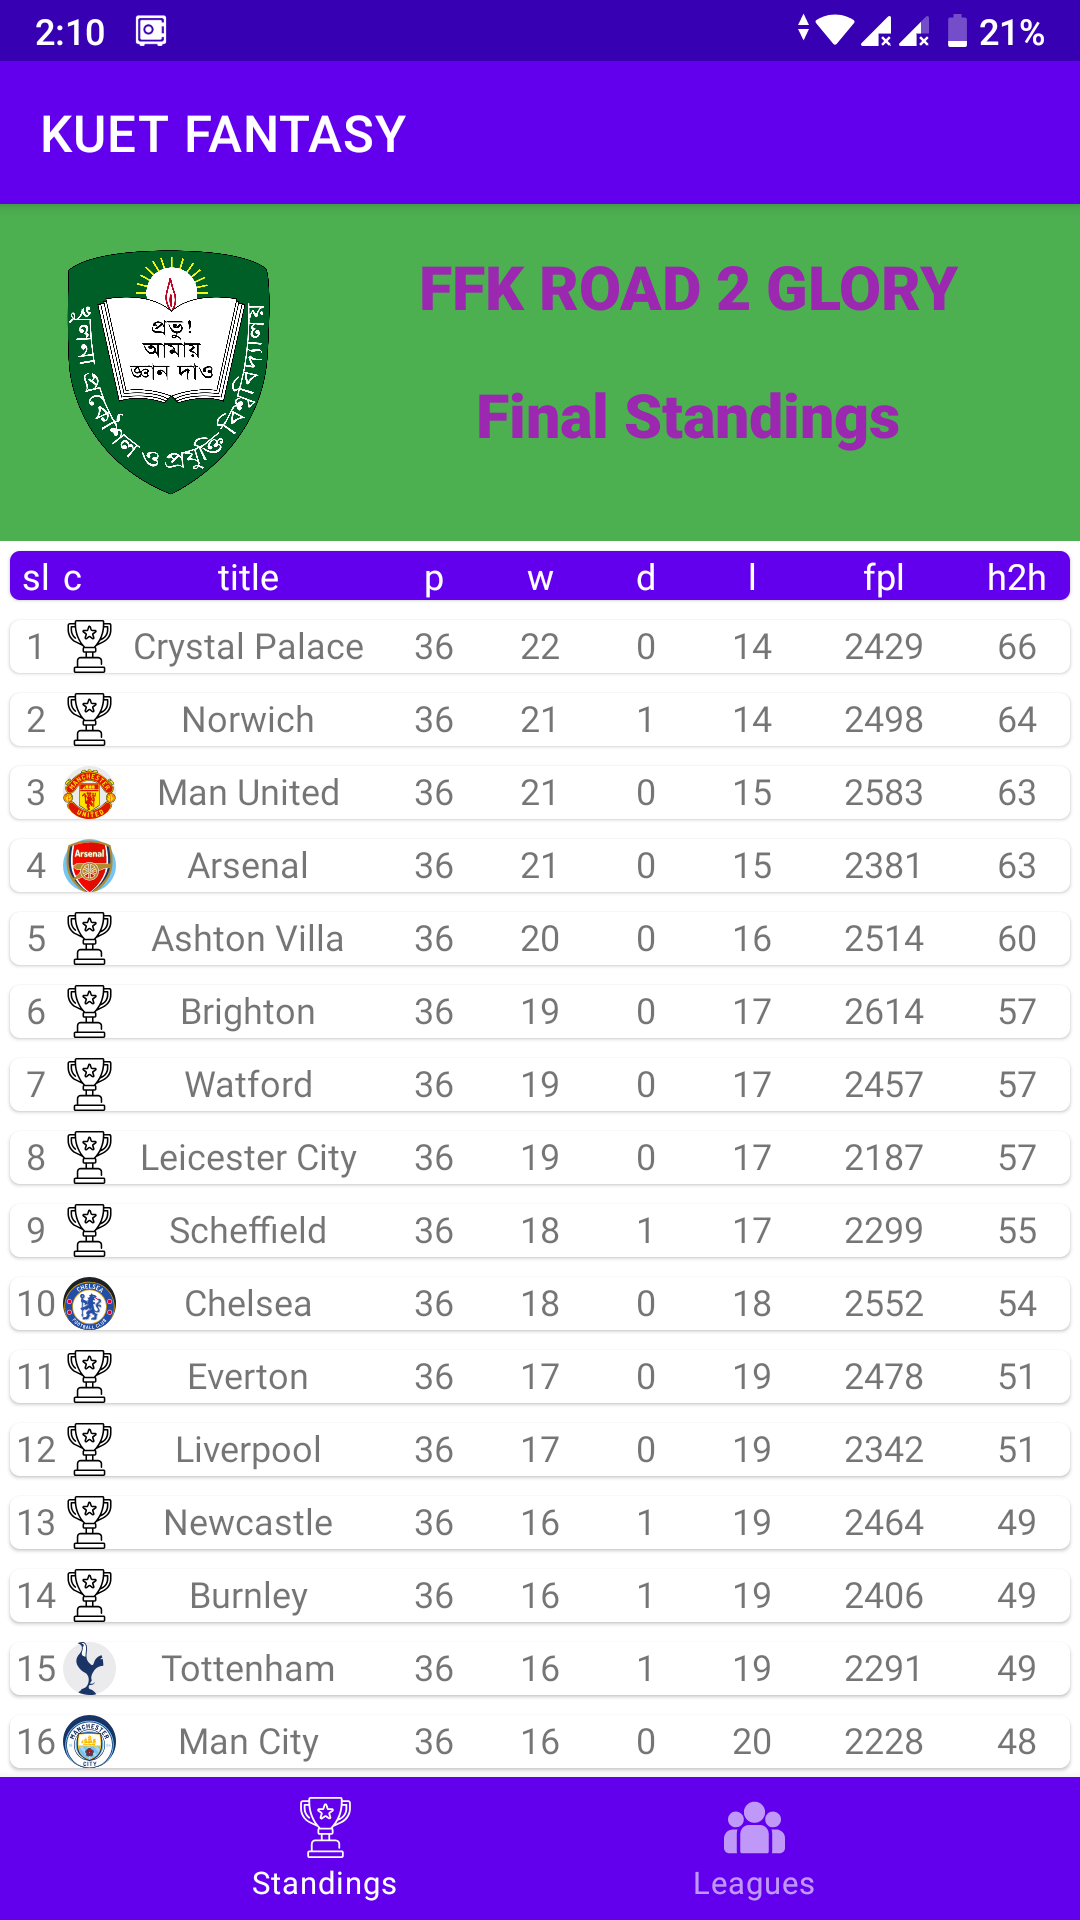 2:10 21%
KUET FANTASY
প্রভু!
আমায়
জ্ঞান দাও
খুলনা প্রকৌশল ও প্রযুক্তি বিশ্ববিদ্যালয়
FFK ROAD 2 GLORY
Final Standings
sl c title p w d l fpl h2h
1 Crystal Palace 36 22 0 14 2429 66
2 Norwich 36 21 1 14 2498 64
3 Man United 36 21 0 15 2583 63
4 Arsenal 36 21 0 15 2381 63
5 Ashton Villa 36 20 0 16 2514 60
6 Brighton 36 19 0 17 2614 57
7 Watford 36 19 0 17 2457 57
8 Leicester City 36 19 0 17 2187 57
9 Scheffield 36 18 1 17 2299 55
10 Chelsea 36 18 0 18 2552 54
11 Everton 36 17 0 19 2478 51
12 Liverpool 36 17 0 19 2342 51
13 Newcastle 36 16 1 19 2464 49
14 Burnley 36 16 1 19 2406 49
15 Tottenham 36 16 1 19 2291 49
16 Man City 36 16 0 20 2228 48
Standings Leagues